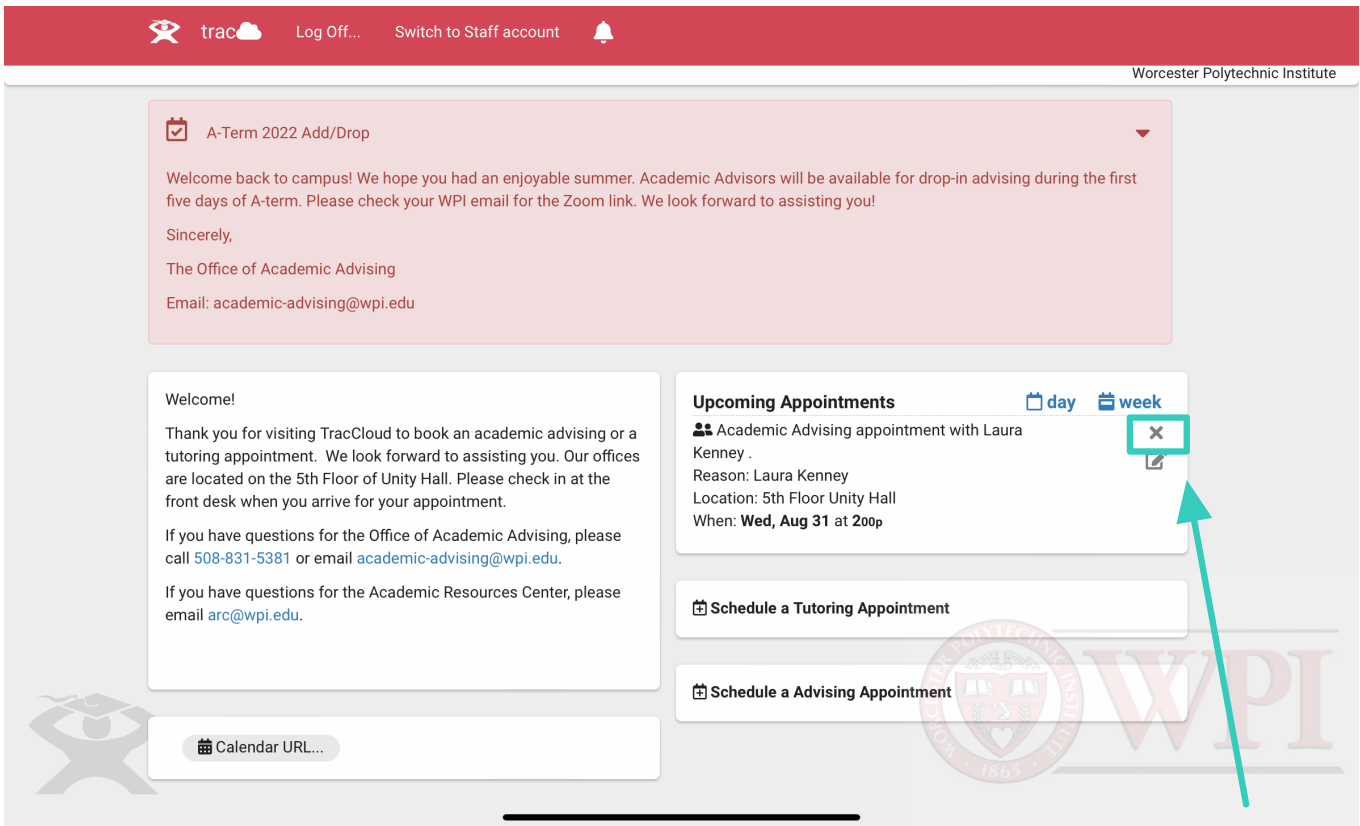 trac Log Off... Switch to Staff account
Worcester Polytechnic Institute
A-Term 2022 Add/Drop
Welcome back to campus! We hope you had an enjoyable summer. Academic Advisors will be available for drop-in advising during the first
five days of A-term. Please check your WPI email for the Zoom link. We look forward to assisting you!
Sincerely,
The Office of Academic Advising
Email: academic-advising@wpi.edu
Welcome!
Thank you for visiting TracCloud to book an academic advising or a
tutoring appointment. We look forward to assisting you. Our offices
are located on the 5th Floor of Unity Hall. Please check in at the
front desk when you arrive for your appointment.
If you have questions for the Office of Academic Advising, please
call 508-831-5381 or email academic-advising@wpi.edu.
If you have questions for the Academic Resources Center, please
email arc@wpi.edu.
Calendar URL...
Upcoming Appointments day week
Academic Advising appointment with Laura
Kenney .
Reason: Laura Kenney
Location: 5th Floor Unity Hall
When: Wed, Aug 31 at 200p
Schedule a Tutoring Appointment
Schedule a Advising Appointment
WORCESTER POLYTECHNIC INSTITUTE
1865
WPI